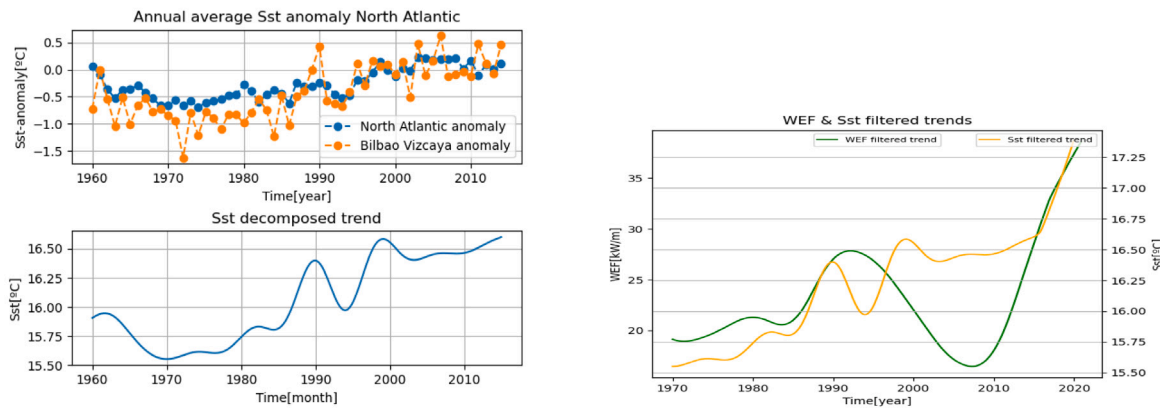 Annual average Sst anomaly North Atlantic
Sst-anomaly[ºC]
0.5
0.0
−0.5
−1.0
−1.5
North Atlantic anomaly
Bilbao Vizcaya anomaly
1960 1970 1980 1990 2000 2010
Time[year]
Sst decomposed trend
Sst[ºC]
16.50
16.25
16.00
15.75
15.50
1960 1970 1980 1990 2000 2010
Time[month]
WEF & Sst filtered trends
WEF filtered trend
Sst filtered trend
WEF[kW/m]
35
30
25
20
17.25
17.00
16.75
16.50
16.25
16.00
15.75
15.50
Sst[ºC]
1970 1980 1990 2000 2010 2020
Time[year]